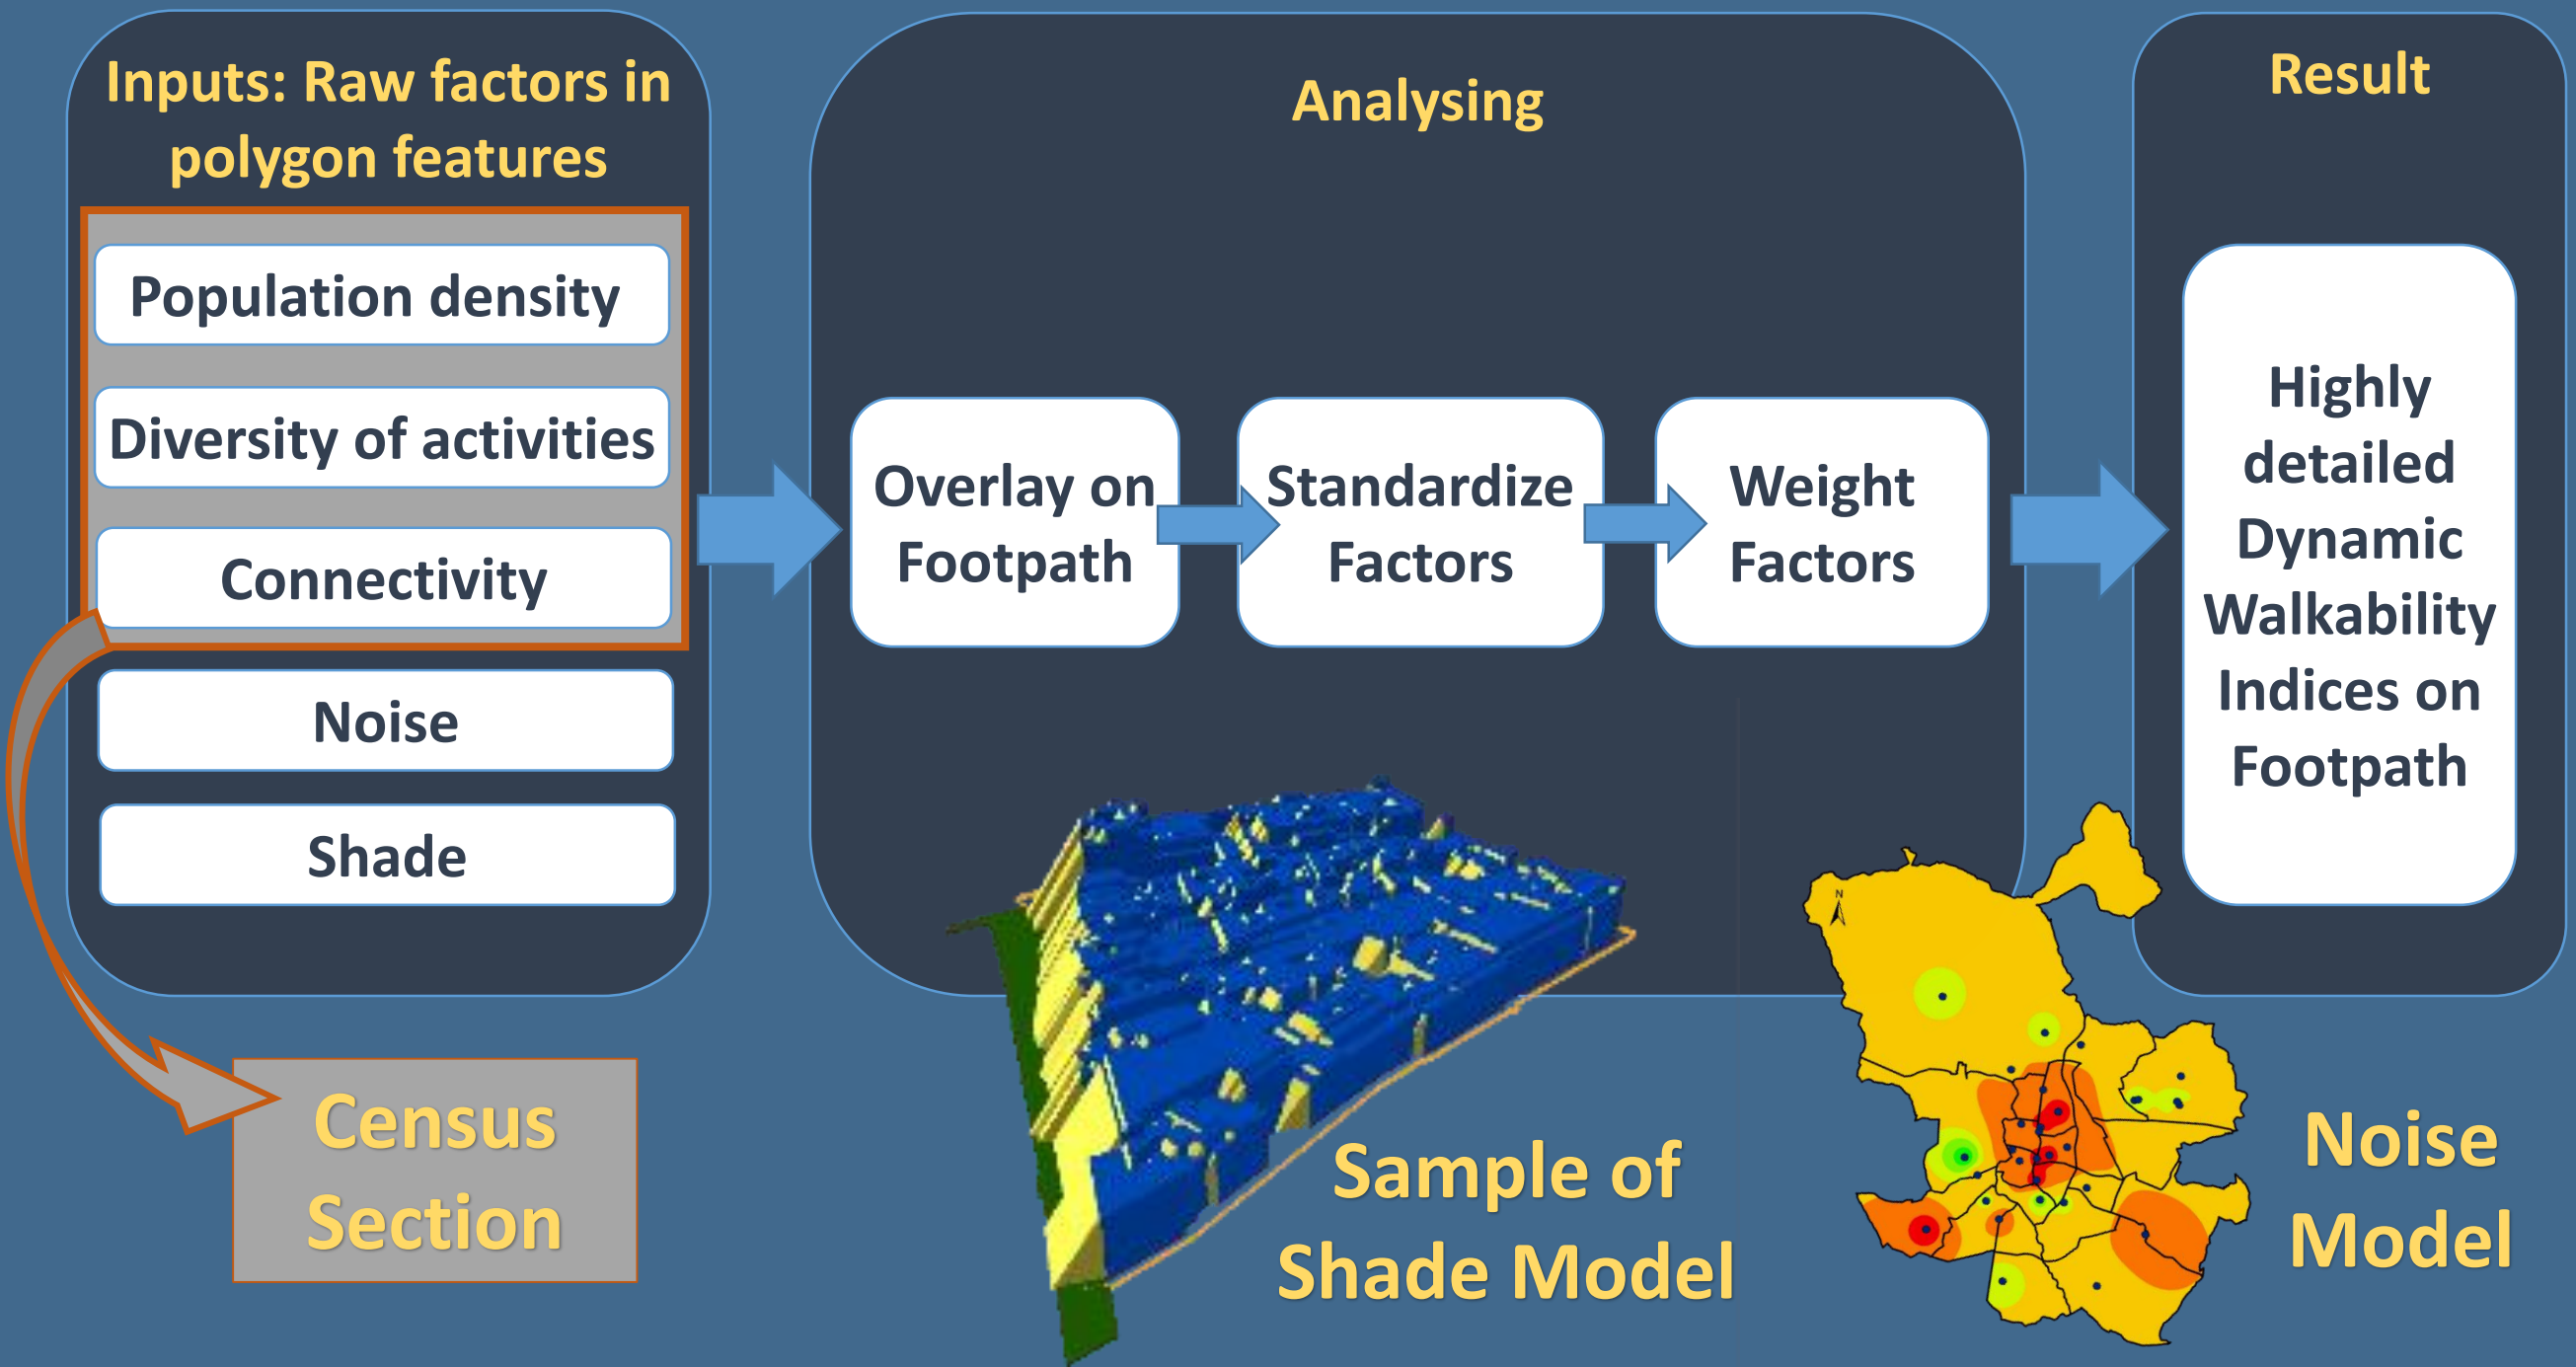 Inputs: Raw factors in
polygon features
Population density
Diversity of activities
Connectivity
Noise
Shade
Census
Section
Analysing
Overlay on
Footpath
Standardize
Factors
Weight
Factors
Sample of
Shade Model
Result
Highly
detailed
Dynamic
Walkability
Indices on
Footpath
N
Noise
Model